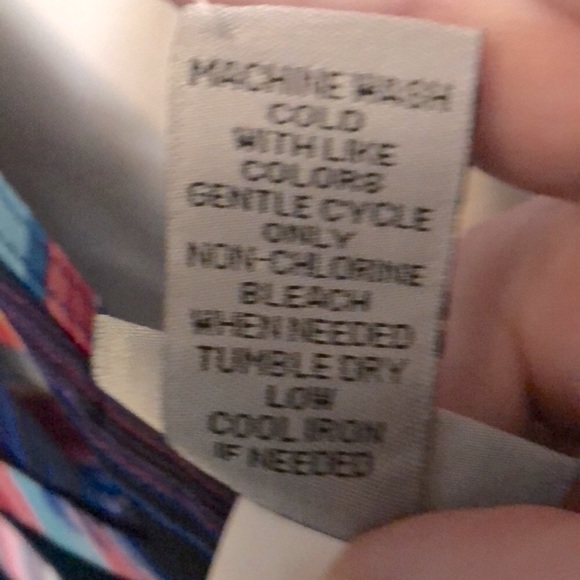 MACHINE WASH
COLD
WITH LIKE
COLORS
GENTLE CYCLE
ONLY
NON-CHLORINE
BLEACH
WHEN NEEDED
TUMBLE DRY
LOW
COOL IRON
IF NEEDED